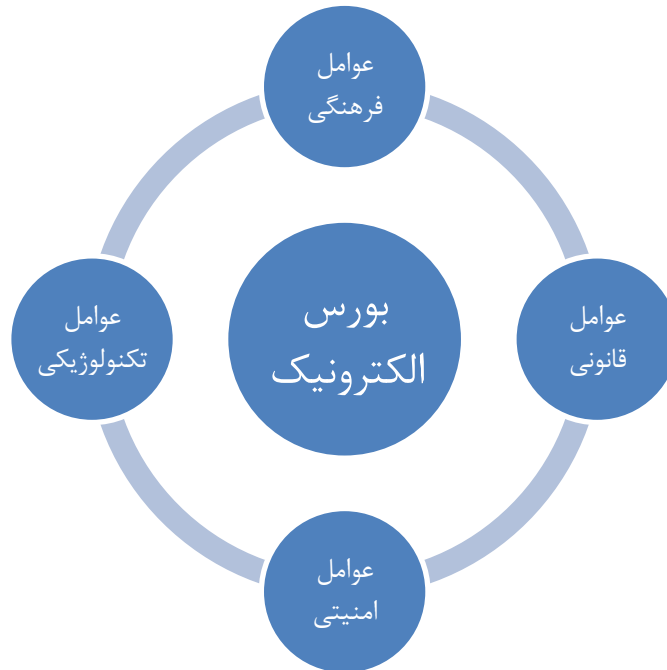 عوامل
فرهنگی
عوامل
قانونی
بورس
الکترونیک
عوامل
تکنولوژیکی
عوامل
امنیتی